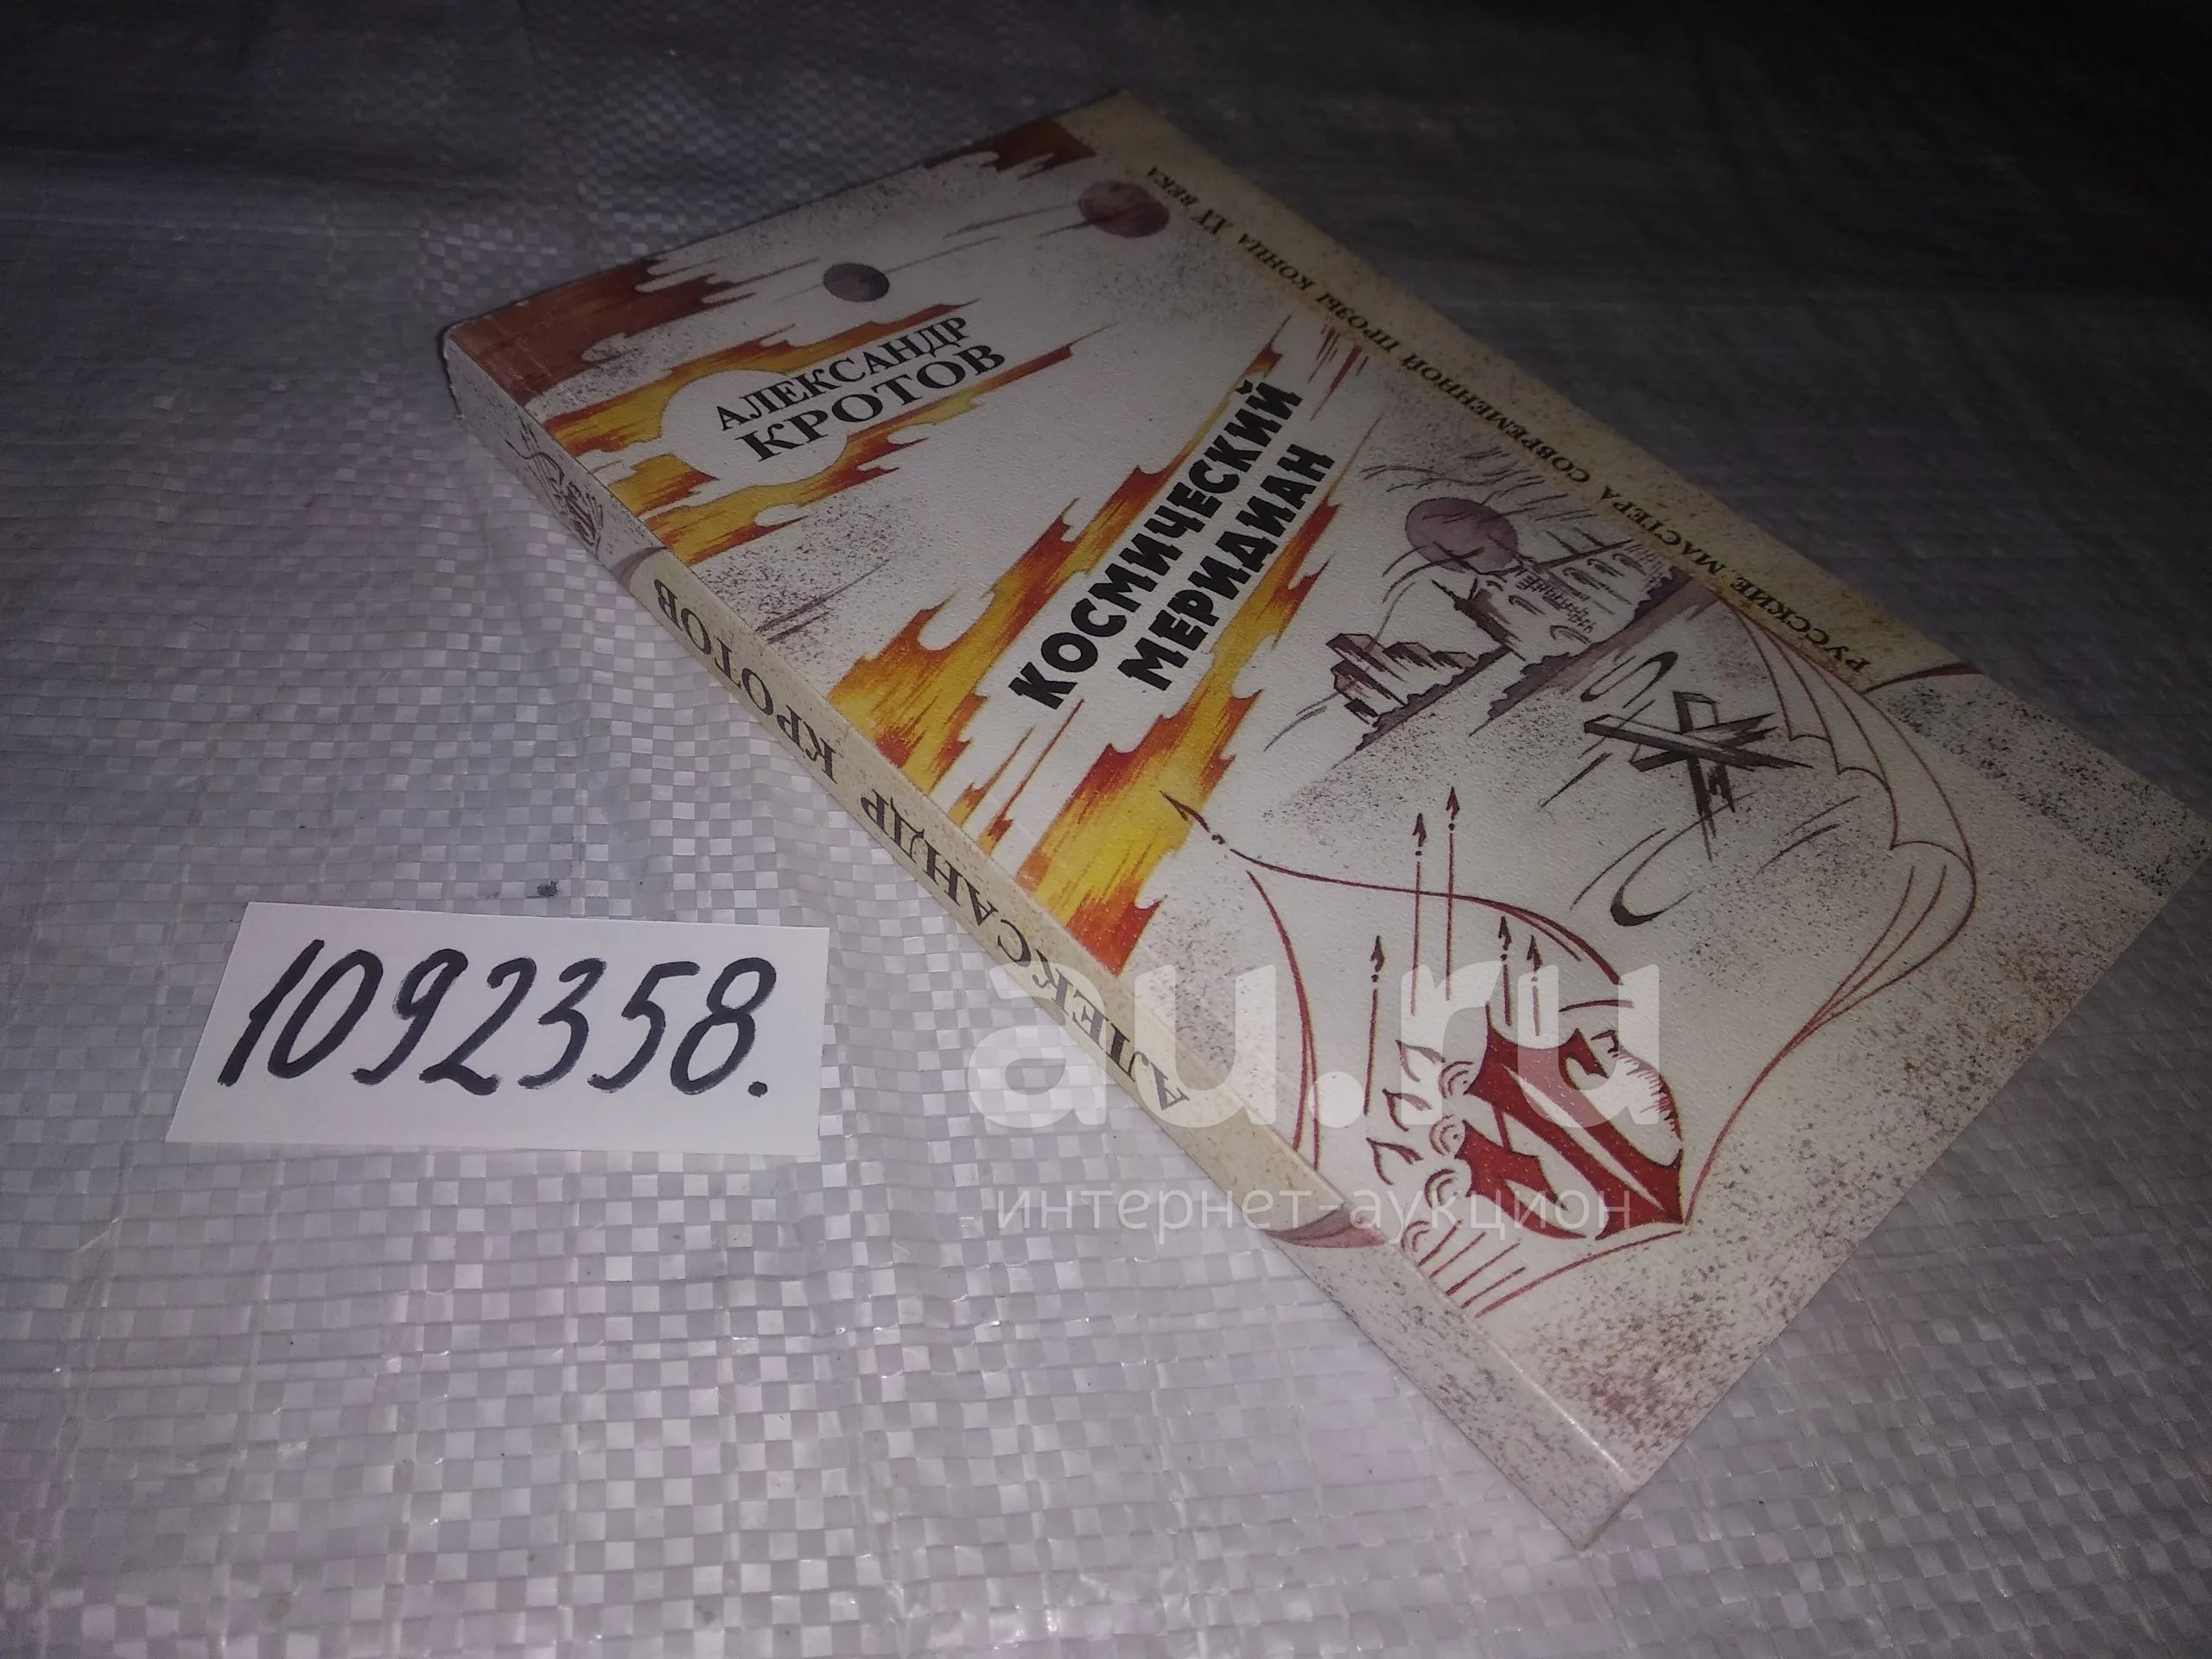 АЛЕКСАНДР
КРОТОВ
КОСМИЧЕСКИЙ
МЕРИДИАН
РУССКИЕ МАСТЕРА СОВРЕМЕННОЙ ПРОЗЫ КОНЦА XX ВЕКА
АЛЕКСАНДР КРОТОВ
1092358.
au.ru
интернет-аукцион